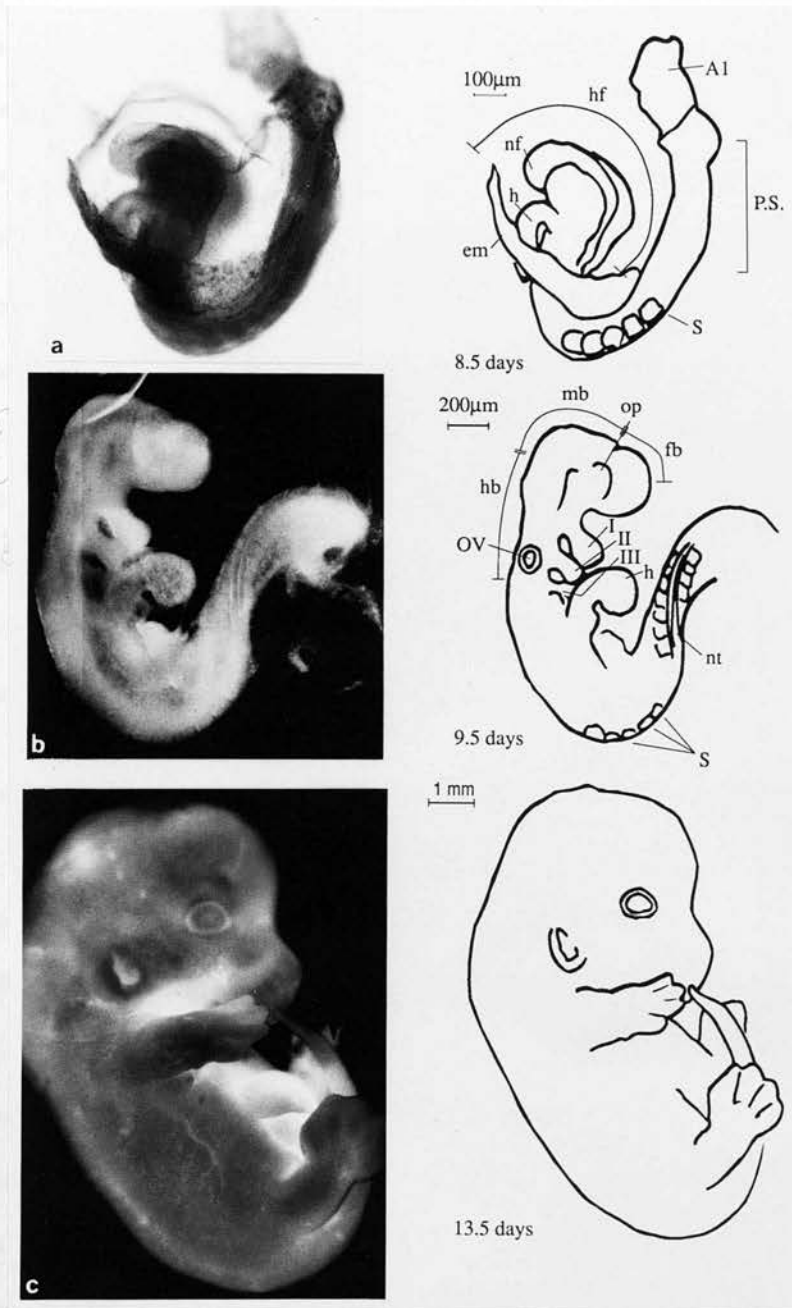 100µm
A1
hf
nf
h
P.S.
em
S
a
8.5 days
mb
200µm
op
fb
hb
I
II
OV
III
h
nt
b
9.5 days
S
1 mm
13.5 days
c